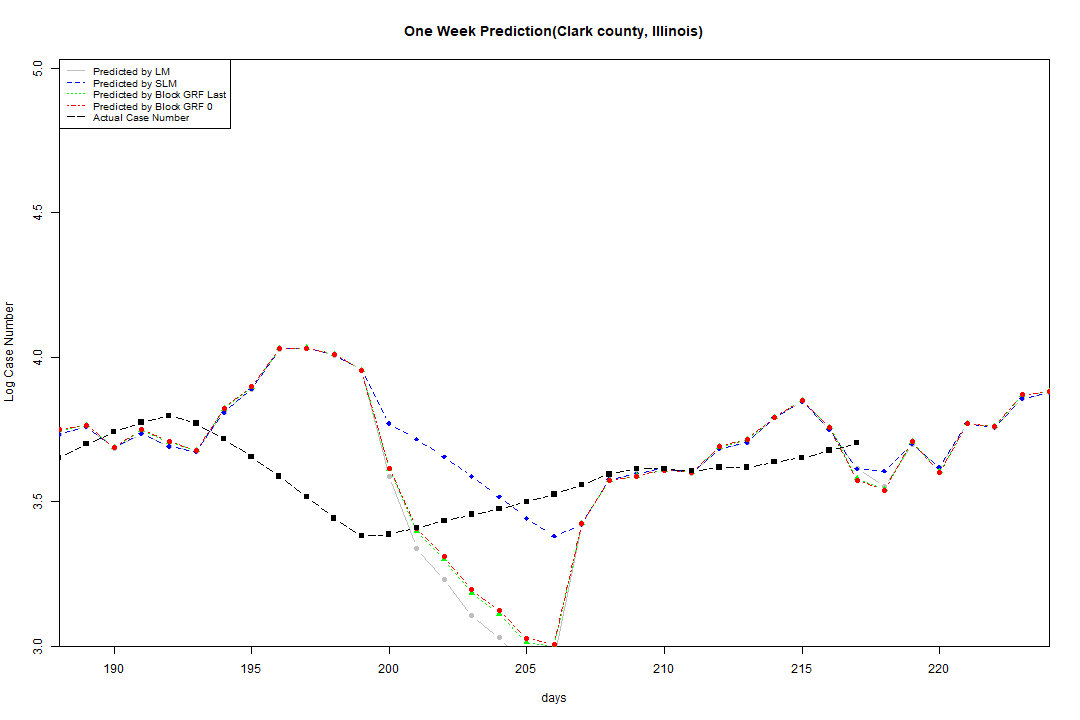 One Week Prediction(Clark county, Illinois)
Predicted by LM
Predicted by SLM
Predicted by Block GRF Last
Predicted by Block GRF 0
Actual Case Number
5.0
4.5
4.0
3.5
3.0
Log Case Number
190 195 200 205 210 215 220
days